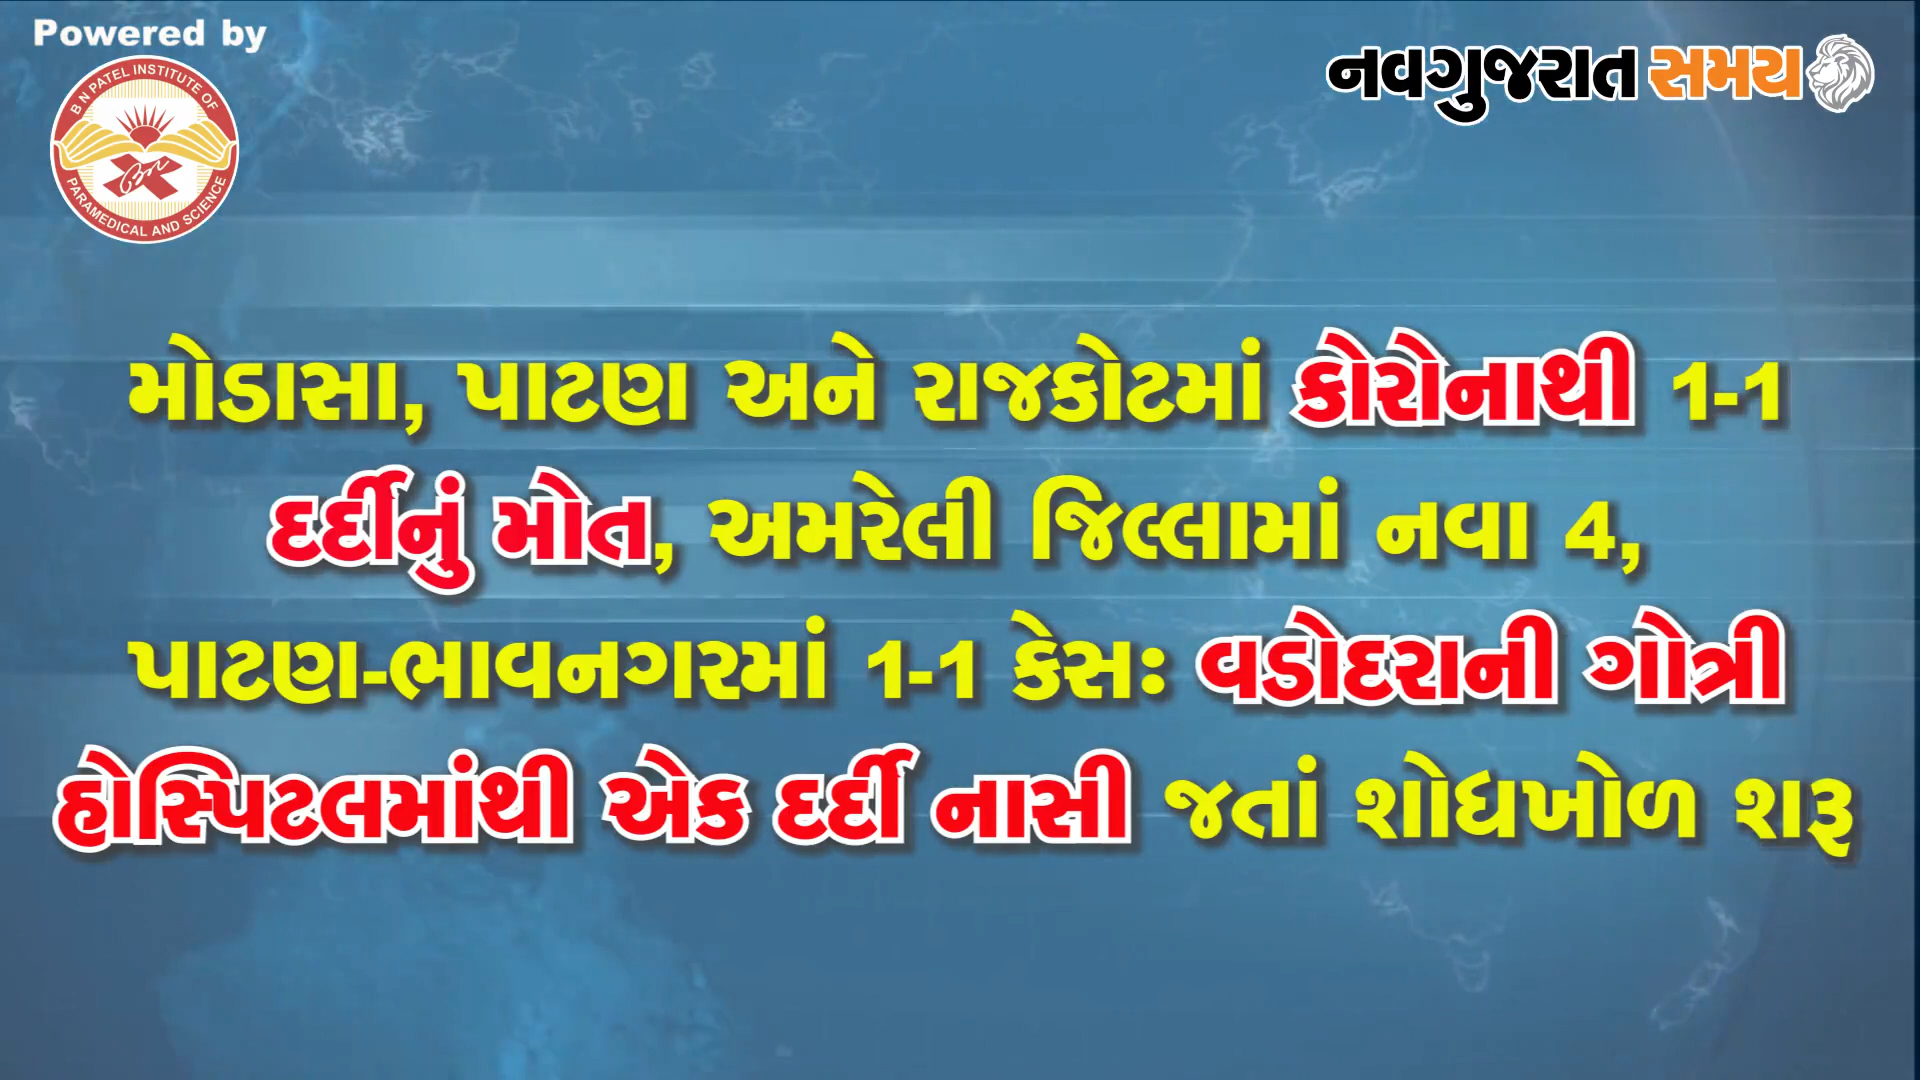 Powered by
B N PATEL INSTITUTE OF
PARAMEDICAL AND SCIENCE
નવગુજરાત સમય
મોડાસા, પાટણ અને રાજકોટમાં કોરોનાથી 1-1
દર્દીનું મોત, અમરેલી જિલ્લામાં નવા 4,
પાટણ-ભાવનગરમાં 1-1 કેસઃ વડોદરાની ગોત્રી
હોસ્પિટલમાંથી એક દર્દી નાસી જતાં શોધખોળ શરૂ